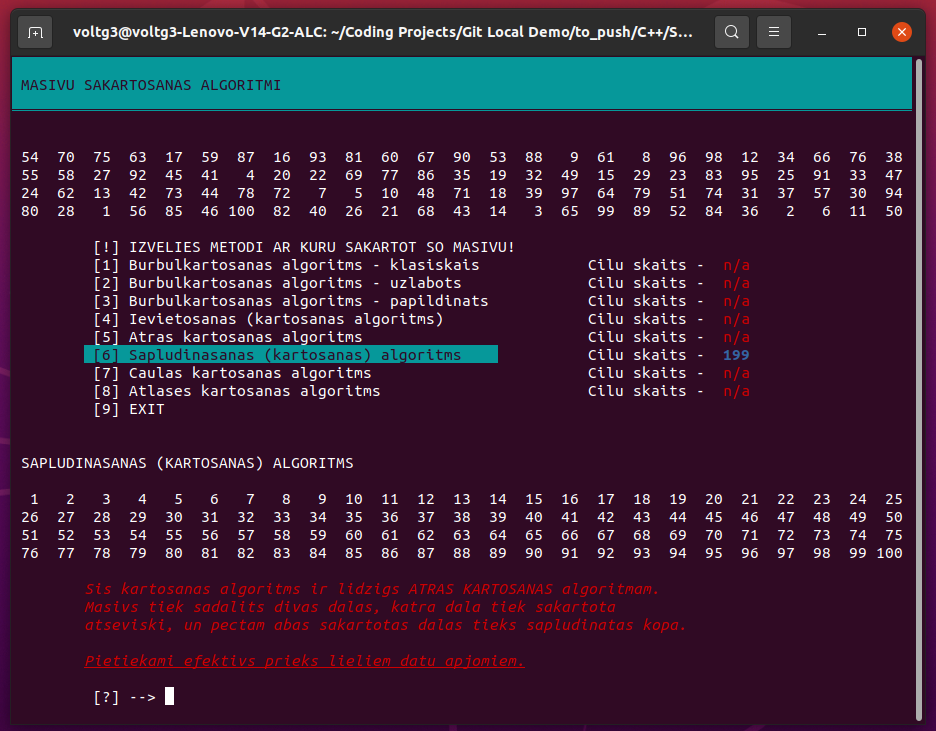 voltg3@voltg3-Lenovo-V14-G2-ALC: ~/Coding Projects/Git Local Demo/to_push/C++/S...
MASIVU SAKARTOSANAS ALGORITMI
54 70 75 63 17 59 87 16 93 81 60 67 90 53 88 9 61 8 96 98 12 34 66 76 38
55 58 27 92 45 41 4 20 22 69 77 86 35 19 32 49 15 29 23 83 95 25 91 33 47
24 62 13 42 73 44 78 72 7 5 10 48 71 18 39 97 64 79 51 74 31 37 57 30 94
80 28 1 56 85 46 100 82 40 26 21 68 43 14 3 65 99 89 52 84 36 2 6 11 50
[!] IZVELIES METODI AR KURU SAKARTOT SO MASIVU!
[1] Burbulkartosanas algoritms - klasiskais Cilu skaits - n/a
[2] Burbulkartosanas algoritms - uzlabots Cilu skaits - n/a
[3] Burbulkartosanas algoritms - papildinats Cilu skaits - n/a
[4] Ievietosanas (kartosanas algoritms) Cilu skaits - n/a
[5] Atras kartosanas algoritms Cilu skaits - n/a
[6] Sapludinasanas (kartosanas) algoritms Cilu skaits - 199
[7] Caulas kartosanas algoritms Cilu skaits - n/a
[8] Atlases kartosanas algoritms Cilu skaits - n/a
[9] EXIT
SAPLUDINASANAS (KARTOSANAS) ALGORITMS
1 2 3 4 5 6 7 8 9 10 11 12 13 14 15 16 17 18 19 20 21 22 23 24 25
26 27 28 29 30 31 32 33 34 35 36 37 38 39 40 41 42 43 44 45 46 47 48 49 50
51 52 53 54 55 56 57 58 59 60 61 62 63 64 65 66 67 68 69 70 71 72 73 74 75
76 77 78 79 80 81 82 83 84 85 86 87 88 89 90 91 92 93 94 95 96 97 98 99 100
Sis kartosanas algoritms ir lidzigs ATRAS KARTOSANAS algoritmam.
Masivs tiek sadalits divas dalas, katra dala tiek sakartota
atseviski, un pectam abas sakartotas dalas tieks sapludinatas kopa.
Pietiekami efektivs prieks lieliem datu apjomiem.
[?] -->